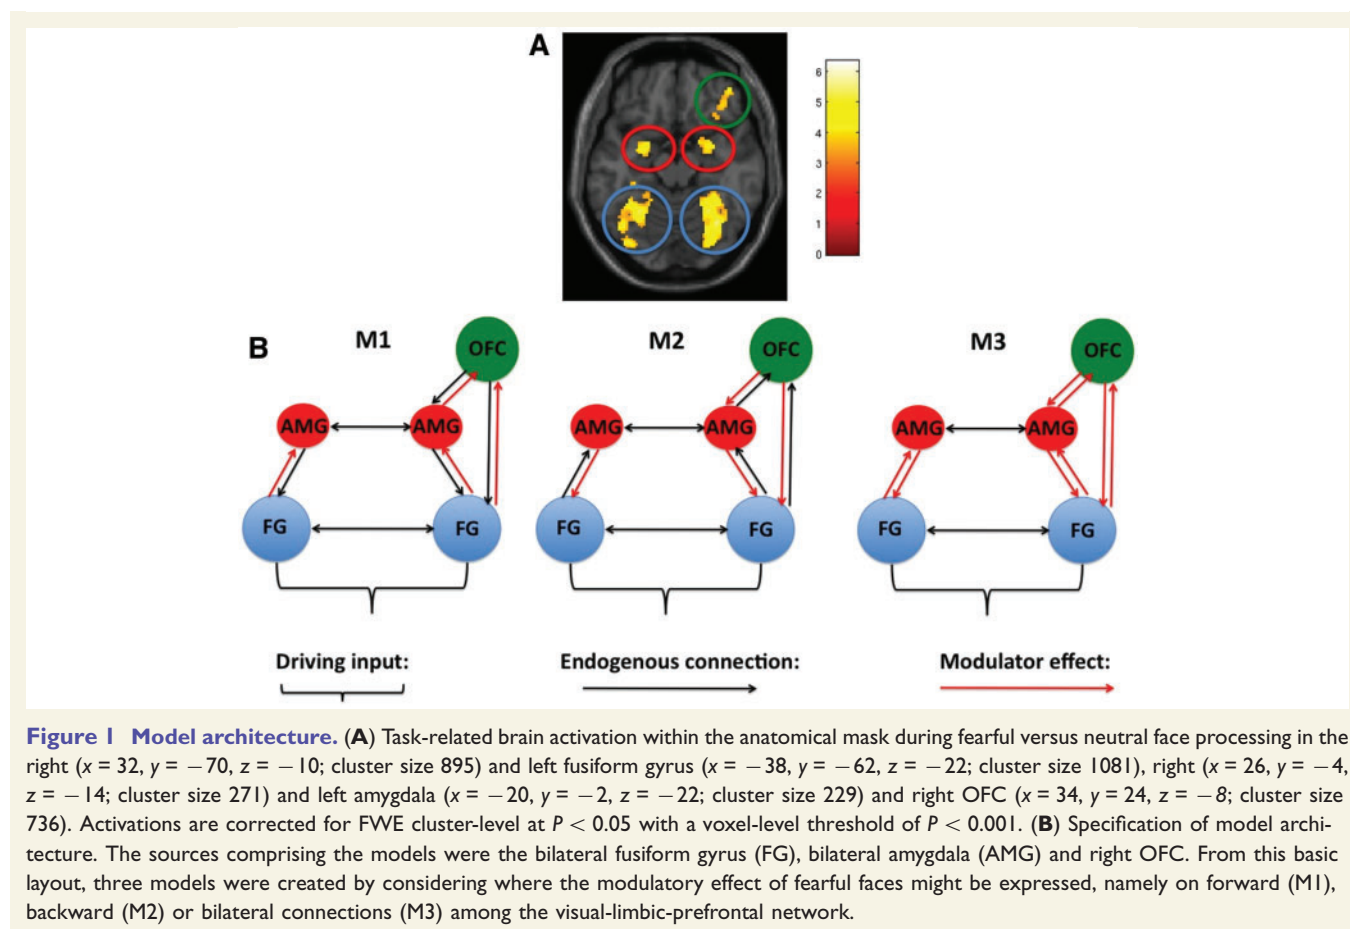 A
6
5
4
3
2
1
0
B
M1
M2
M3
OFC
OFC
OFC
AMG
AMG
AMG
AMG
AMG
AMG
FG
FG
FG
FG
FG
FG
Driving input:
Endogenous connection:
Modulator effect:
Figure 1 Model architecture. (A) Task-related brain activation within the anatomical mask during fearful versus neutral face processing in the
right (x = 32, y = −70, z = −10; cluster size 895) and left fusiform gyrus (x = −38, y = −62, z = −22; cluster size 1081), right (x = 26, y = −4,
z = −14; cluster size 271) and left amygdala (x = −20, y = −2, z = −22; cluster size 229) and right OFC (x = 34, y = 24, z = −8; cluster size
736). Activations are corrected for FWE cluster-level at P < 0.05 with a voxel-level threshold of P < 0.001. (B) Specification of model archi-
tecture. The sources comprising the models were the bilateral fusiform gyrus (FG), bilateral amygdala (AMG) and right OFC. From this basic
layout, three models were created by considering where the modulatory effect of fearful faces might be expressed, namely on forward (M1),
backward (M2) or bilateral connections (M3) among the visual-limbic-prefrontal network.